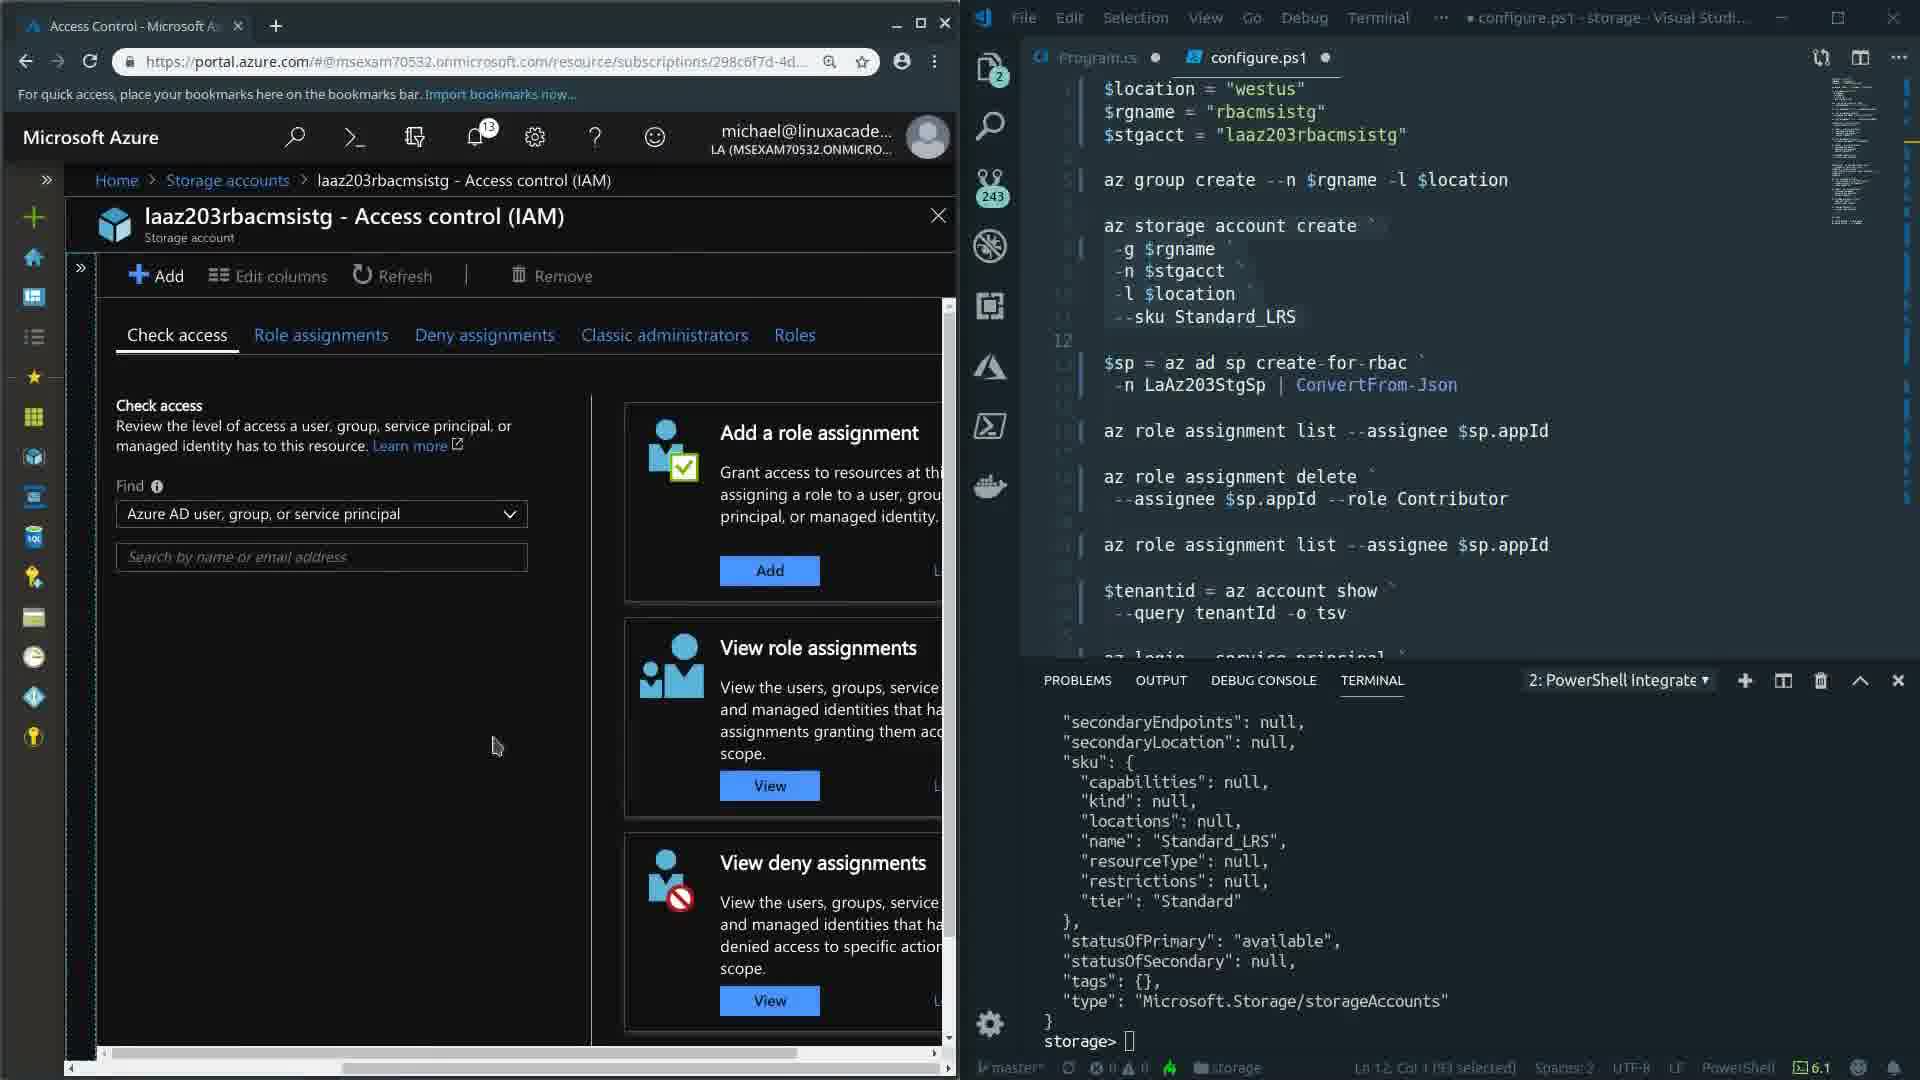 Access Control - Microsoft A
https://portal.azure.com/#@msexam70532.onmicrosoft.com/resource/subscriptions/298c6f7d-4d...
For quick access, place your bookmarks here on the bookmarks bar. Import bookmarks now...
Microsoft Azure
13
michael@linuxacade...
LA (MSEXAM70532.ONMICRO...
Home > Storage accounts > laaz203rbacmsistg - Access control (IAM)
laaz203rbacmsistg - Access control (IAM)
Storage account
Add Edit columns Refresh Remove
Check access Role assignments Deny assignments Classic administrators Roles
Check access
Review the level of access a user, group, service principal, or
managed identity has to this resource. Learn more
Find
Azure AD user, group, or service principal
Search by name or email address
Add a role assignment
Grant access to resources at thi
assigning a role to a user, grou
principal, or managed identity.
Add
View role assignments
View the users, groups, service
and managed identities that ha
assignments granting them acc
scope.
View
View deny assignments
View the users, groups, service
and managed identities that ha
denied access to specific action
scope.
View
File Edit Selection View Go Debug Terminal ··· ● configure.ps1 - storage - Visual Studi...
Program.cs ● configure.ps1 ●
2
243
$location = "westus"
$rgname = "rbacmsistg"
$stgacct = "laaz203rbacmsistg"
az group create --n $rgname -l $location
az storage account create `
-g $rgname `
-n $stgacct `
-l $location `
--sku Standard_LRS
12
$sp = az ad sp create-for-rbac `
-n LaAz203StgSp | ConvertFrom-Json
az role assignment list --assignee $sp.appId
az role assignment delete `
--assignee $sp.appId --role Contributor
az role assignment list --assignee $sp.appId
$tenantid = az account show `
--query tenantId -o tsv
PROBLEMS OUTPUT DEBUG CONSOLE TERMINAL 2: PowerShell Integrate
"secondaryEndpoints": null,
"secondaryLocation": null,
"sku": {
"capabilities": null,
"kind": null,
"locations": null,
"name": "Standard_LRS",
"resourceType": null,
"restrictions": null,
"tier": "Standard"
},
"statusOfPrimary": "available",
"statusOfSecondary": null,
"tags": {},
"type": "Microsoft.Storage/storageAccounts"
}
storage>
master* 0 0 storage Ln 12, Col 1 (93 selected) Spaces: 2 UTF-8 LF PowerShell 6.1